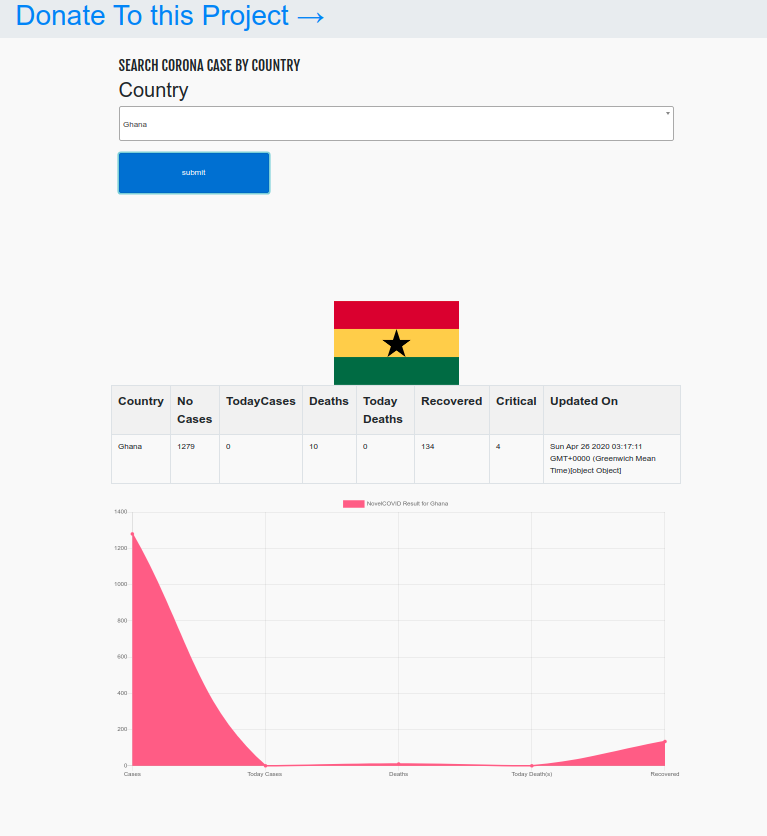 Donate To this Project →
SEARCH CORONA CASE BY COUNTRY
Country
Ghana
submit
Country No Cases TodayCases Deaths Today Deaths Recovered Critical Updated On
Ghana 1279 0 10 0 134 4 Sun Apr 26 2020 03:17:11
GMT+0000 (Greenwich Mean
Time)[object Object]
NovelCOVID Result for Ghana
1400
1200
1000
800
600
400
200
0
Cases Today Cases Deaths Today Death(s) Recovered